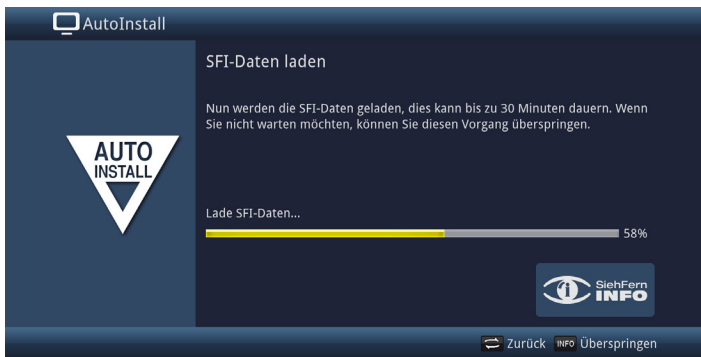 AutoInstall
SFI-Daten laden
Nun werden die SFI-Daten geladen, dies kann bis zu 30 Minuten dauern. Wenn
Sie nicht warten möchten, können Sie diesen Vorgang überspringen.
AUTO
INSTALL
Lade SFI-Daten...
58%
SiehFern
INFO
Zurück INFO Überspringen